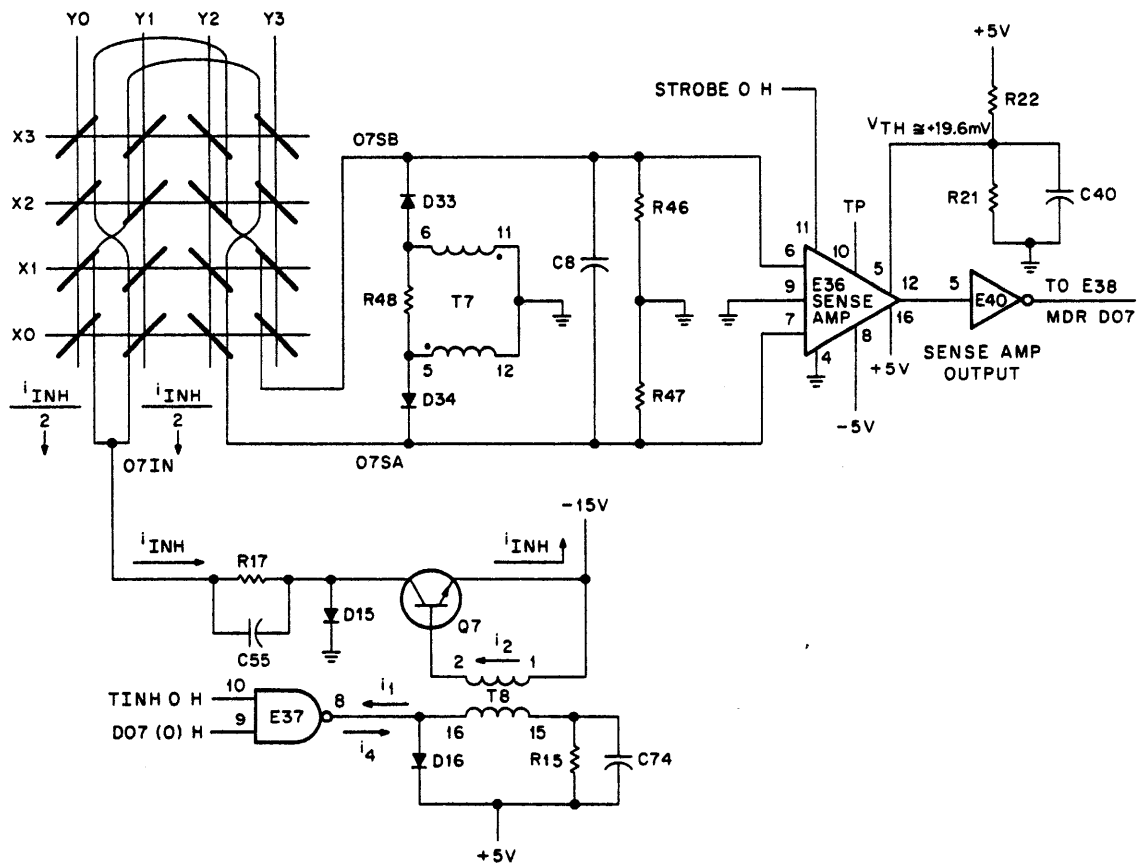 Y0 Y1 Y2 Y3
X3
X2
X1
X0
i INH
2
i INH
2
07IN
07SB
07SA
D33
6 11
R48
T7
5 12
D34
C8
R46
R47
STROBE 0 H
+5V
R22
VTH ≅ +19.6mV
R21
C40
TP
11
10
6
5
9
E36
SENSE
AMP
7
12
16
8
4
+5V
-5V
5
E40
TO E38
MDR D07
SENSE AMP
OUTPUT
-15V
i INH
i INH
R17
C55
D15
Q7
i2
2 1
T8
TINH 0 H
10
D07 (0) H
9
E37
8
i1
i4
16 15
D16
R15
C74
+5V